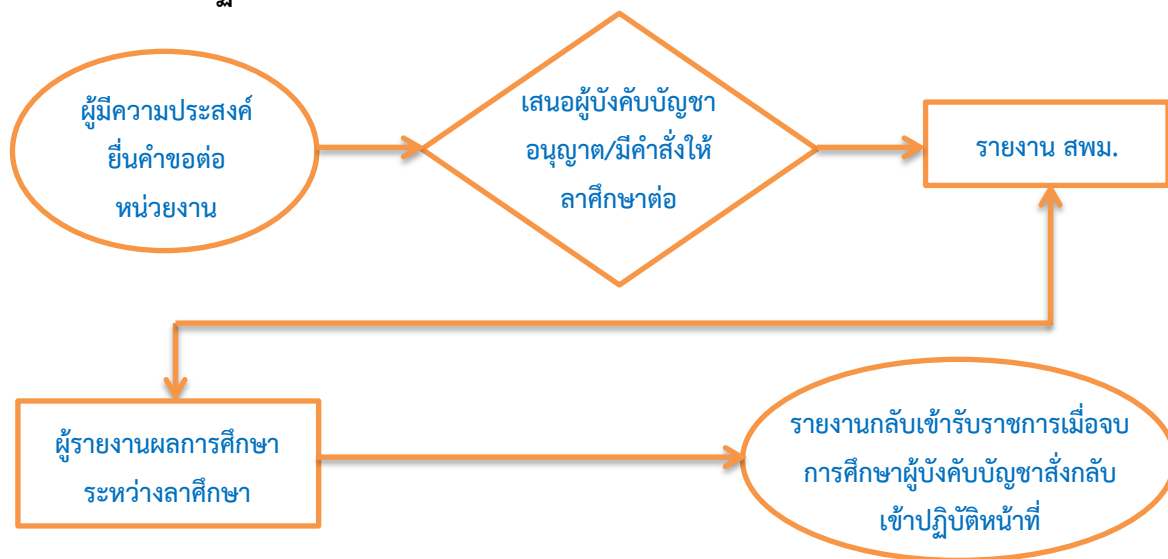 ผู้มีความประสงค์
ยื่นคำขอต่อ
หน่วยงาน
เสนอผู้บังคับบัญชา
อนุญาต/มีคำสั่งให้
ลาศึกษาต่อ
รายงาน สพม.
ผู้รายงานผลการศึกษา
ระหว่างลาศึกษา
รายงานกลับเข้ารับราชการเมื่อจบ
การศึกษาผู้บังคับบัญชาสั่งกลับ
เข้าปฏิบัติหน้าที่